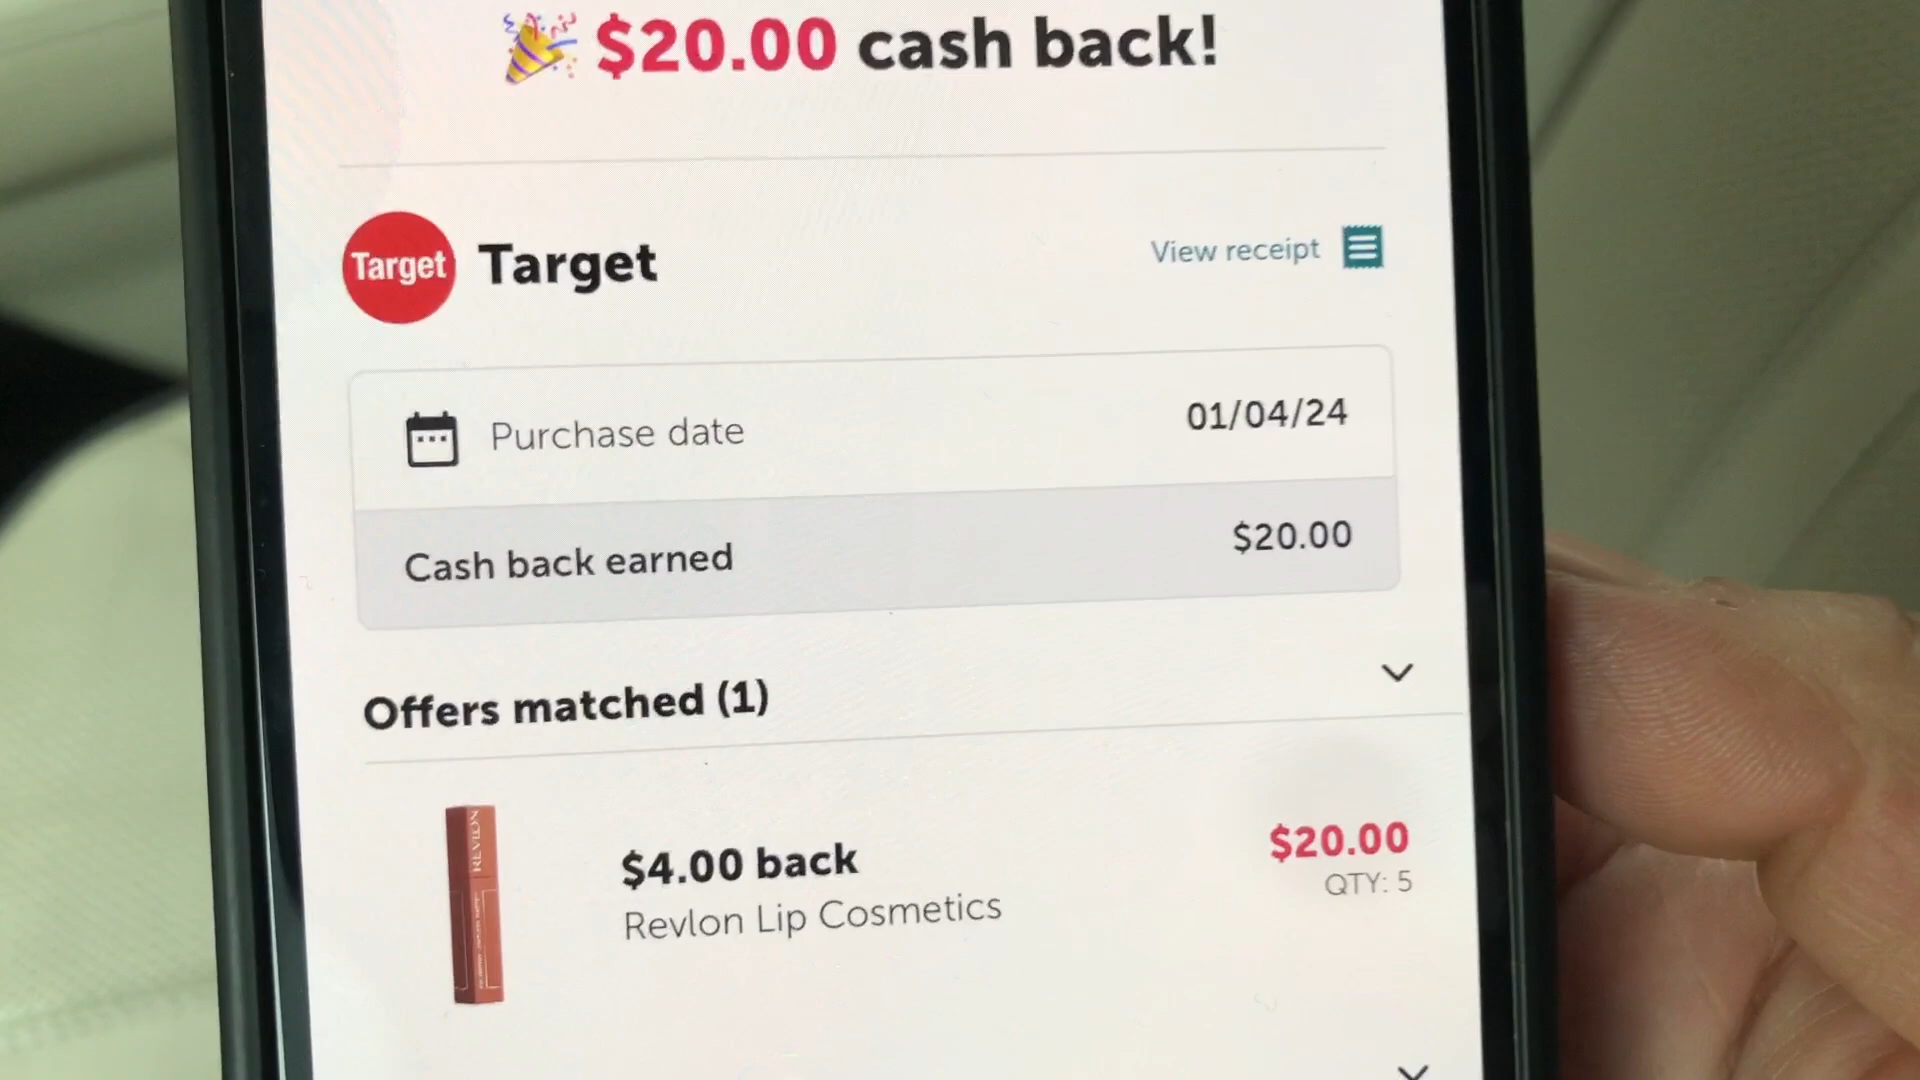 $20.00 cash back!
Target
Target
View receipt
Purchase date
01/04/24
Cash back earned
$20.00
Offers matched (1)
REVLON
$4.00 back
$20.00
QTY: 5
Revlon Lip Cosmetics